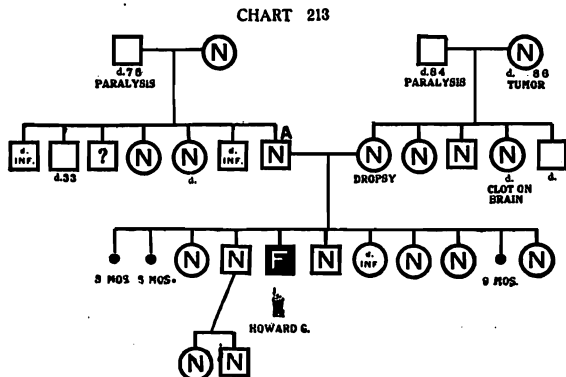 CHART 213
N N
d.76 d.84 d. 86
PARALYSIS PARALYSIS TUMOR
A
d. INF. ? N N d. INF. N N N N N
d.33 d. DROPSY d. d.
CLOT ON
BRAIN
N N F N d. INF N N N
3 MOS 5 MOS. 9 MOS.
HOWARD G.
N N